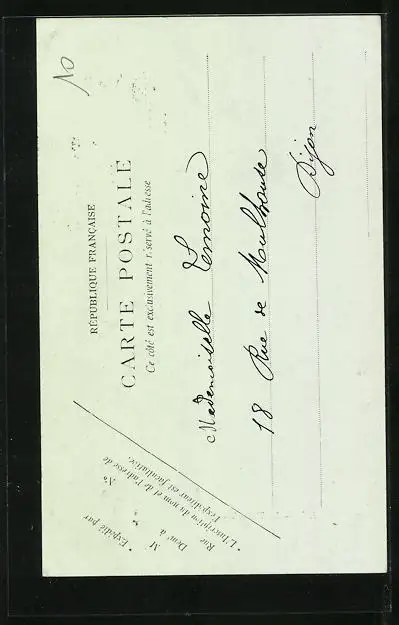 10
RÉPUBLIQUE FRANÇAISE
CARTE POSTALE
Ce côté est exclusivement réservé à l'adresse
Mademoiselle Lemoine
18 Rue de Mulhouse
Dijon
*Expédié par
M
Dem^t à
Rue N^o
*L'Inscription du nom et de l'adresse de
l'expéditeur est facultative.